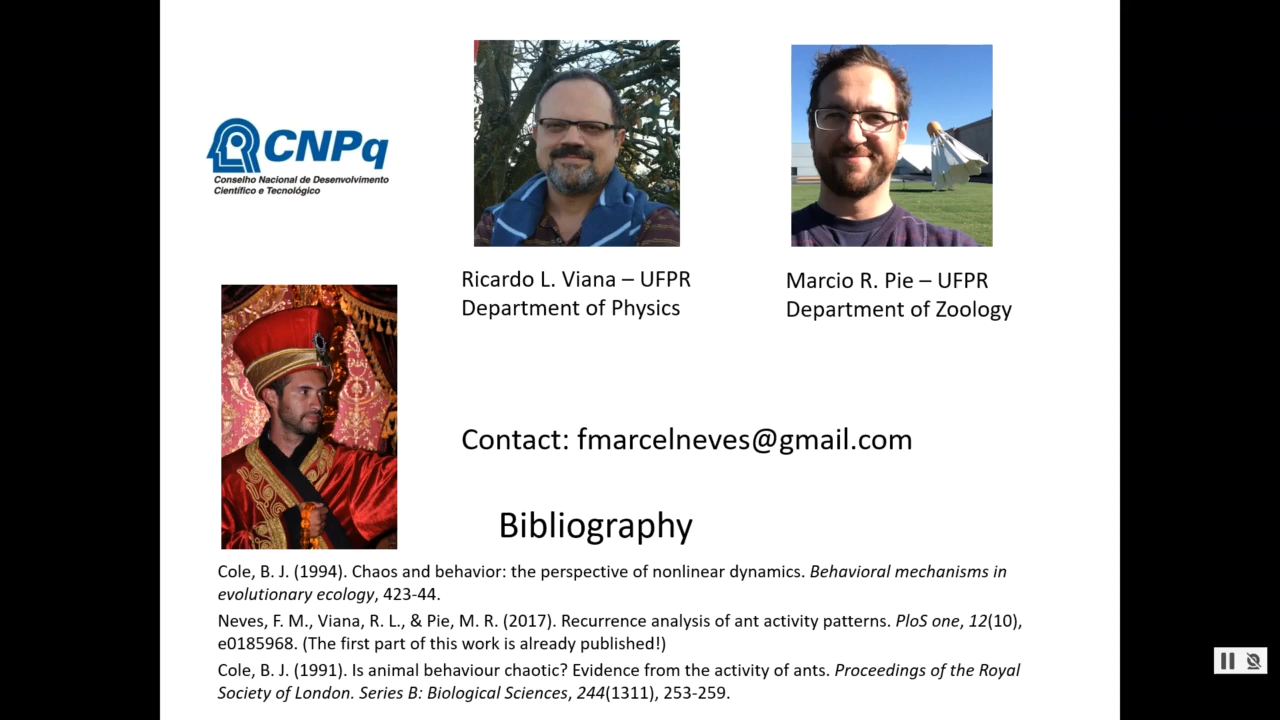 CNPq
Conselho Nacional de Desenvolvimento
Científico e Tecnológico
Ricardo L. Viana – UFPR
Department of Physics
Marcio R. Pie – UFPR
Department of Zoology
Contact: fmarcelneves@gmail.com
Bibliography
Cole, B. J. (1994). Chaos and behavior: the perspective of nonlinear dynamics. Behavioral mechanisms in
evolutionary ecology, 423-44.
Neves, F. M., Viana, R. L., & Pie, M. R. (2017). Recurrence analysis of ant activity patterns. PloS one, 12(10),
e0185968. (The first part of this work is already published!)
Cole, B. J. (1991). Is animal behaviour chaotic? Evidence from the activity of ants. Proceedings of the Royal
Society of London. Series B: Biological Sciences, 244(1311), 253-259.